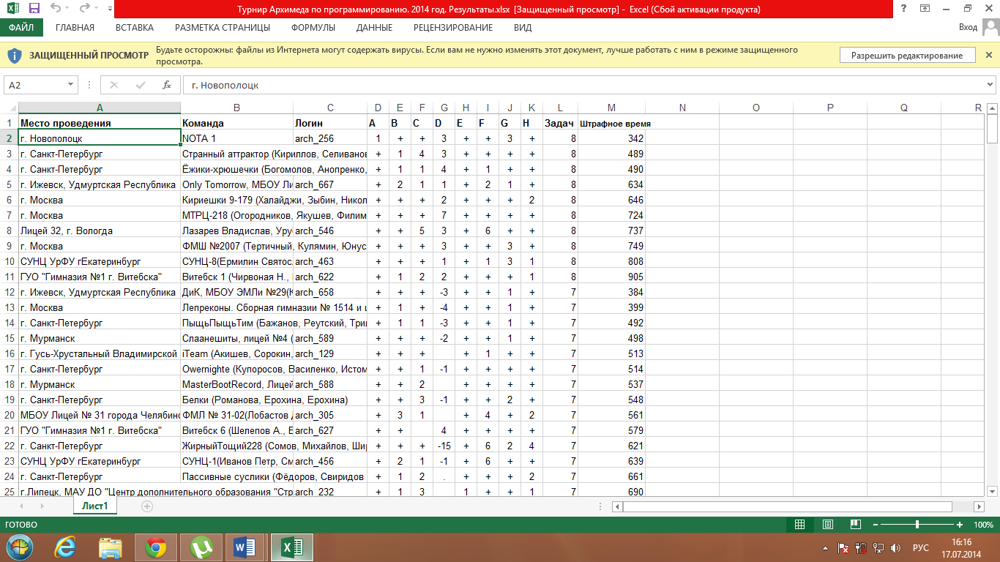 Турнир Архимеда по программированию. 2014 год. Результаты.xlsx [Защищенный просмотр] - Excel (Сбой активации продукта)
ФАЙЛ ГЛАВНАЯ ВСТАВКА РАЗМЕТКА СТРАНИЦЫ ФОРМУЛЫ ДАННЫЕ РЕЦЕНЗИРОВАНИЕ ВИД Вход
ЗАЩИЩЕННЫЙ ПРОСМОТР Будьте осторожны: файлы из Интернета могут содержать вирусы. Если вам не нужно изменять этот документ, лучше работать с ним в режиме защищенного
просмотра.
Разрешить редактирование
A2 fx г. Новополоцк
A B C D E F G H I J K L M N O P Q R
1 Место проведения Команда Логин A B C D E F G H Задач Штрафное время
2 г. Новополоцк NOTA 1 arch_256 1 + + 3 + + 3 + 8 342
3 г. Санкт-Петербург Странный аттрактор (Кириллов, Селиванов + 1 4 3 + + + + 8 489
4 г. Санкт-Петербург Ёжики-хрюшечки (Богомолов, Анопренко, + 1 1 4 + 1 + + 8 490
5 г. Ижевск, Удмуртская Республика Only Tomorrow, МБОУ Ли arch_667 + 2 1 1 + 2 1 + 8 634
6 г. Москва Кириешки 9-179 (Халайджи, Зыбин, Никол + + + 2 + + + 2 8 646
7 г. Москва МТРЦ-218 (Огородников, Якушев, Филим + + + 7 + + + + 8 724
8 Лицей 32, г. Вологда Лазарев Владислав, Уру arch_546 + + 5 3 + 6 + + 8 737
9 г. Москва ФМШ №2007 (Тертичный, Кулямин, Юнус + + + 3 + + 3 + 8 749
10 СУНЦ УрФУ гЕкатеринбург СУНЦ-8(Ермилин Святос. arch_463 + + + 1 + 1 3 1 8 808
11 ГУО "Гимназия №1 г. Витебска" Витебск 1 (Чирвоная Н., arch_622 + 1 2 2 + + + 1 8 905
12 г. Ижевск, Удмуртская Республика ДиК, МБОУ ЭМЛи №29(К arch_658 + + + -3 + + 1 + 7 384
13 г. Москва Лепреконы. Сборная гимназии № 1514 и ш + 1 + -4 + + 1 + 7 399
14 г. Санкт-Петербург ПыщьПыщьТим (Бажанов, Реутский, Три + 1 1 -3 + + 1 + 7 492
15 г. Мурманск Слаанешиты, лицей №4 ( arch_589 + + + -2 + + 1 + 7 498
16 г. Гусь-Хрустальный Владимирской iTeam (Акишев, Сорокин, arch_129 + + + + 1 + + 7 513
17 г. Санкт-Петербург Owernighte (Купоросов, Василенко, Истом + + 1 -1 + + + + 7 514
18 г. Мурманск MasterBootRecord, Лицей arch_588 + + 2 + + + + 7 537
19 г. Санкт-Петербург Белки (Романова, Ерохина, Ерохина) + + 3 -1 + + 2 + 7 548
20 МБОУ Лицей № 31 города Челябинс ФМЛ № 31-02(Лобастов arch_305 + 3 1 + 4 + 2 7 561
21 ГУО "Гимназия №1 г. Витебска" Витебск 6 (Шелепов А., Е arch_627 + + 4 + + + + 7 579
22 г. Санкт-Петербург ЖирныйТощий228 (Сомов, Михайлов, Ши + + + -15 + 6 2 4 7 621
23 СУНЦ УрФУ гЕкатеринбург СУНЦ-1(Иванов Петр, См arch_456 + 2 1 -1 + 6 + + 7 639
24 г. Санкт-Петербург Пассивные суслики (Фёдоров, Свиридов + 1 2 . + + + 2 7 661
25 г.Липецк, МАУ ДО "Центр дополнительного образования "Стр arch_232 + 1 3 1 + + 1 7 690
Лист1
ГОТОВО 100%
РУС 16:16
17.07.2014